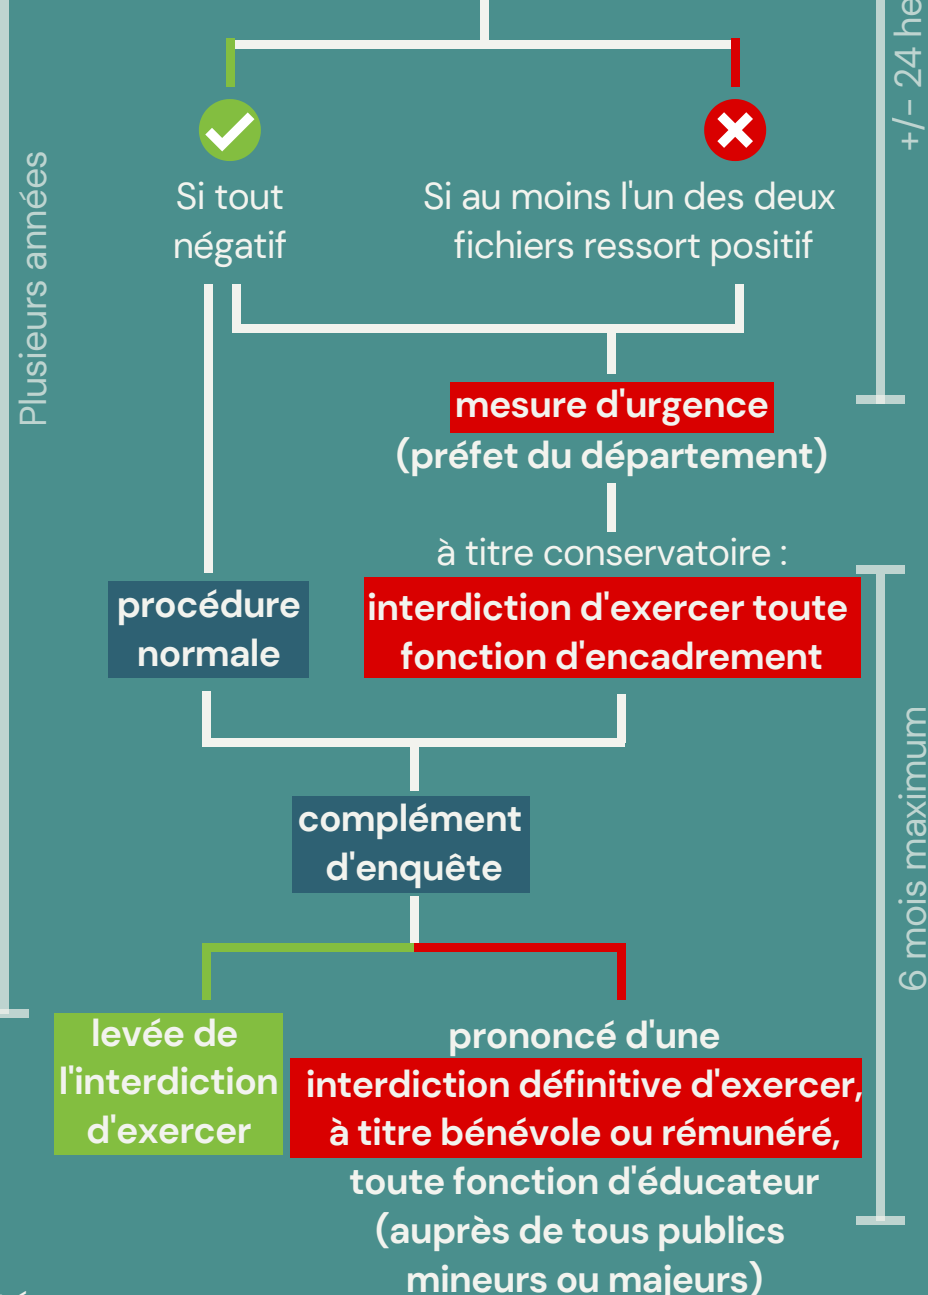 +/- 24 he
Plusieurs années
Si tout
négatif
Si au moins l'un des deux
fichiers ressort positif
mesure d'urgence
(préfet du département)
à titre conservatoire :
interdiction d'exercer toute
fonction d'encadrement
procédure
normale
6 mois maximum
complément
d'enquête
levée de
l'interdiction
d'exercer
prononcé d'une
interdiction définitive d'exercer,
à titre bénévole ou rémunéré,
toute fonction d'éducateur
(auprès de tous publics
mineurs ou majeurs)